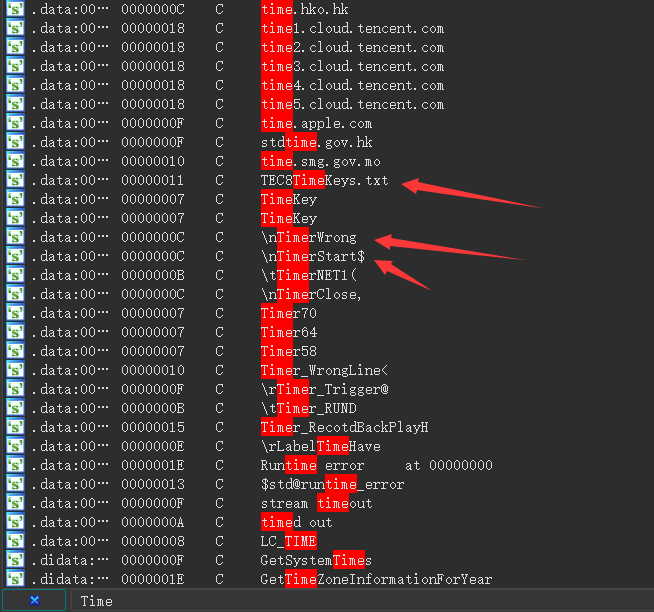 's' .data:00… 0000000C C time.hko.hk
's' .data:00… 00000018 C time1.cloud.tencent.com
's' .data:00… 00000018 C time2.cloud.tencent.com
's' .data:00… 00000018 C time3.cloud.tencent.com
's' .data:00… 00000018 C time4.cloud.tencent.com
's' .data:00… 00000018 C time5.cloud.tencent.com
's' .data:00… 0000000F C time.apple.com
's' .data:00… 0000000F C stdtime.gov.hk
's' .data:00… 00000010 C time.smg.gov.mo
's' .data:00… 00000011 C TEC8TimeKeys.txt
's' .data:00… 00000007 C TimeKey
's' .data:00… 00000007 C TimeKey
's' .data:00… 0000000C C \nTimerWrong
's' .data:00… 0000000C C \nTimerStart$
's' .data:00… 0000000B C \tTimerNET1(
's' .data:00… 0000000C C \nTimerClose,
's' .data:00… 00000007 C Timer70
's' .data:00… 00000007 C Timer64
's' .data:00… 00000007 C Timer58
's' .data:00… 00000010 C Timer_WrongLine<
's' .data:00… 0000000F C \rTimer_Trigger@
's' .data:00… 0000000B C \tTimer_RUND
's' .data:00… 00000015 C Timer_RecotdBackPlayH
's' .data:00… 0000000E C \rLabelTimeHave
's' .data:00… 0000001E C Runtime error     at 00000000
's' .data:00… 00000013 C $std@runtime_error
's' .data:00… 0000000F C stream timeout
's' .data:00… 0000000A C timed out
's' .data:00… 00000008 C LC_TIME
's' .didata:… 0000000F C GetSystemTimes
's' .didata:… 0000001E C GetTimeZoneInformationForYear
Time